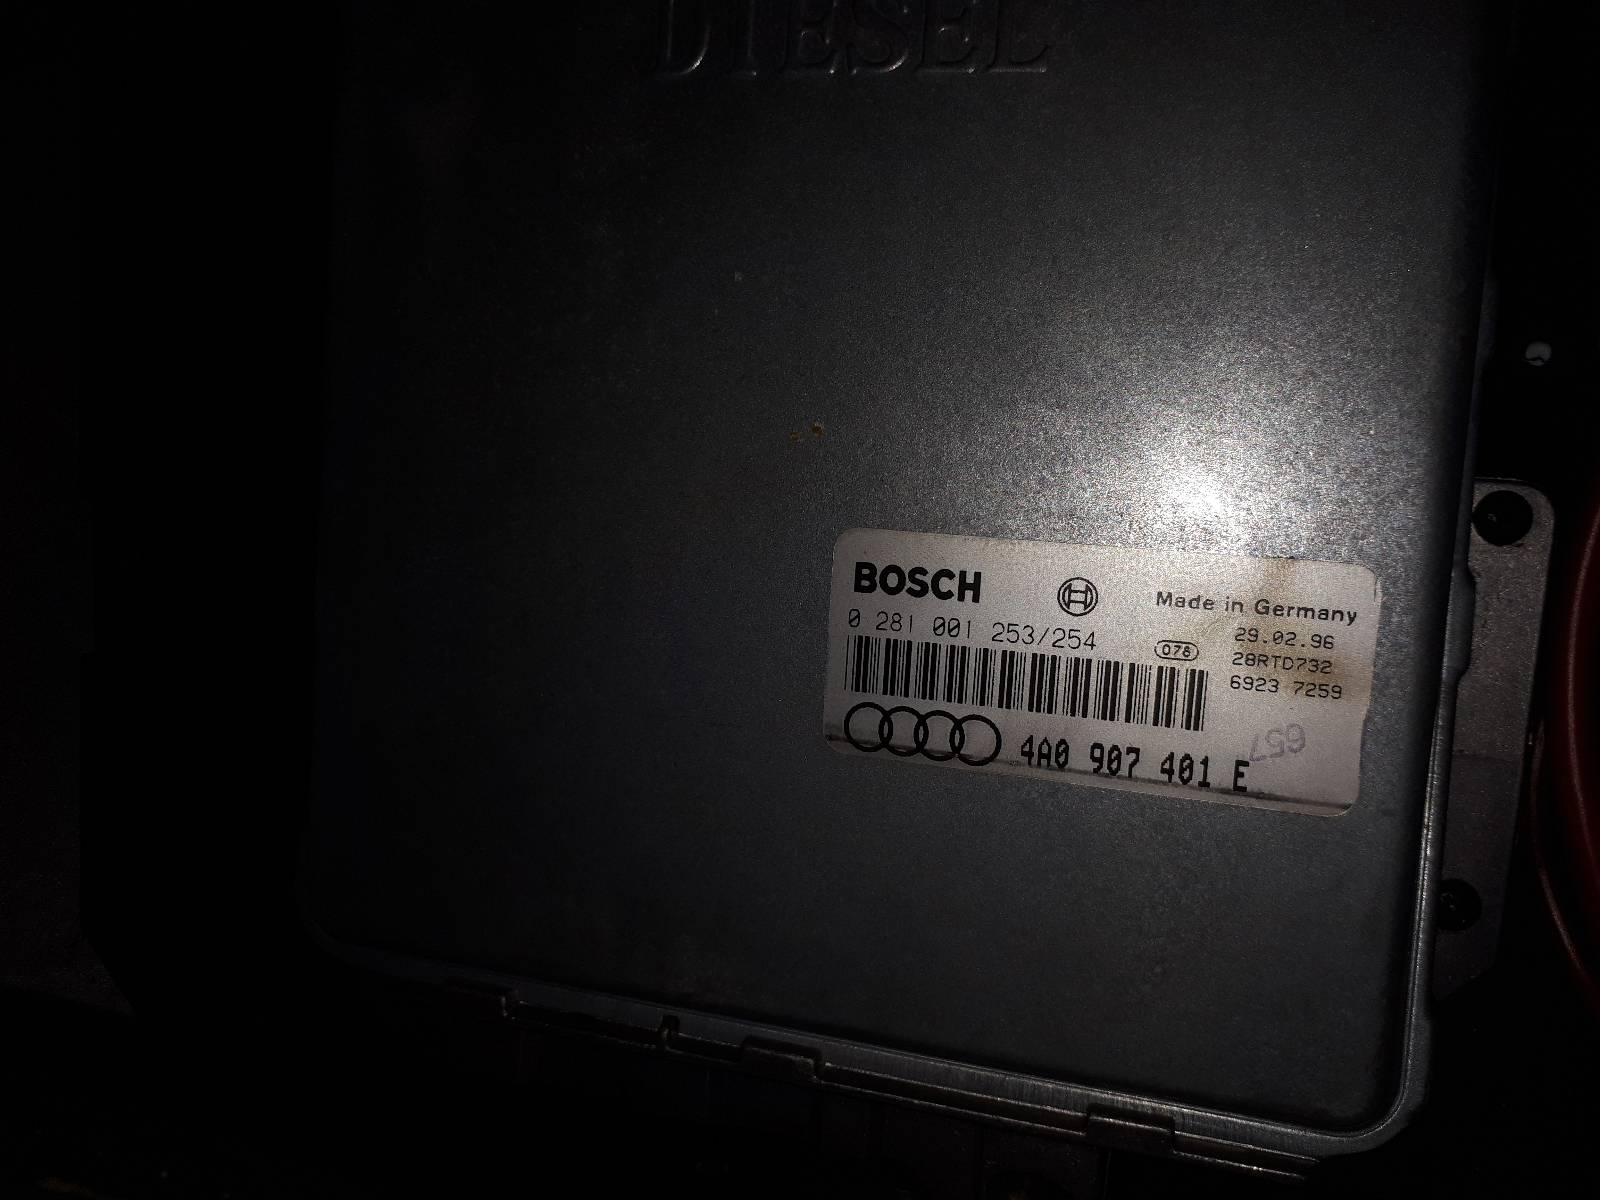 DIESEL
BOSCH
Made in Germany
0 281 001 253/254
078
29.02.96
28RTD732
6923 7259
657
4A0 907 401 E